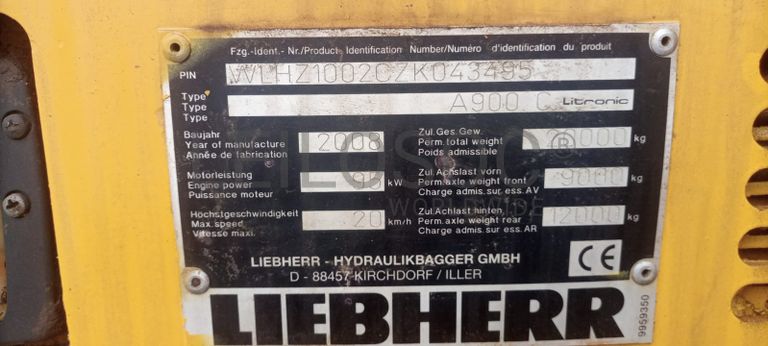 Fzg.-Ident.- Nr./Product Identification Number/Numéro d'identification du produit
PIN WLHZ1002CZK043495
Type
Type A900 C Litronic
Type
Baujahr
Year of manufacture 2008
Année de fabrication
Zul.Ges.Gew.
Perm.total weight kg
Poids admissible
Motorleistung
Engine power kW
Puissance moteur
Zul.Achslast vorn
Perm.axle weight front 9000 kg
Charge admis.sur ess.AV
Höchstgeschwindigkeit
Max.speed 20 km/h
Vitesse maxi.
Zul.Achlast hinten
Perm.axle weight rear 12000 kg
Charge admis.sur ess.AR
WORLDWIDE
LIEBHERR - HYDRAULIKBAGGER GMBH
D - 88457 KIRCHDORF / ILLER
CE
LIEBHERR
9959350